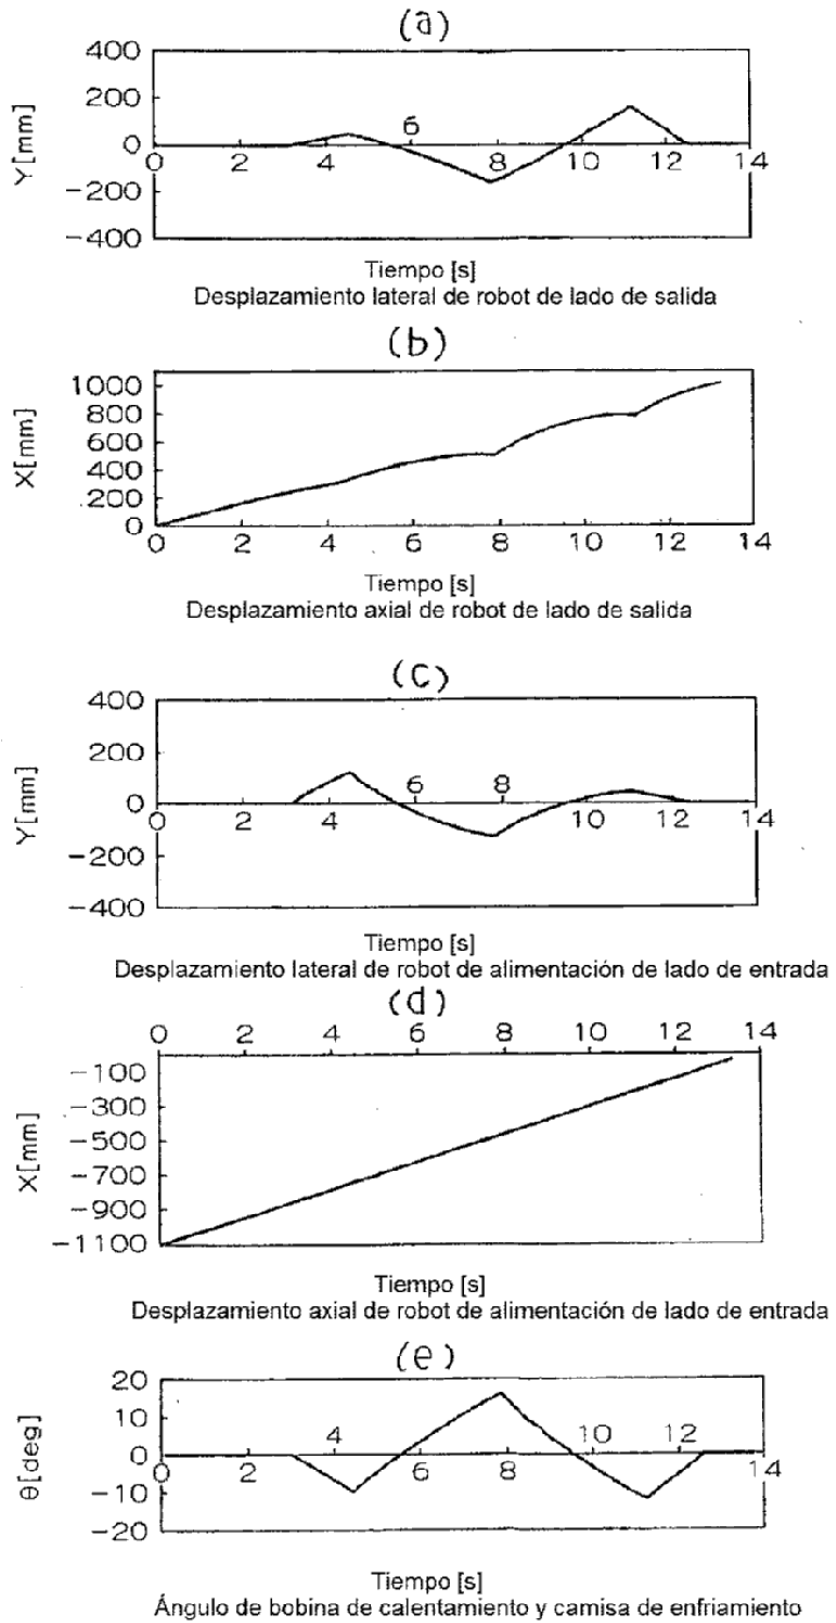 (a)
400
200
0
-200
-400
Y[mm]
6
0 2 4 8 10 12 14
Tiempo [s]
Desplazamiento lateral de robot de lado de salida
(b)
1000
800
600
400
200
0
X[mm]
0 2 4 6 8 10 12 14
Tiempo [s]
Desplazamiento axial de robot de lado de salida
(c)
400
200
0
-200
-400
Y[mm]
6 8
0 2 4 10 12 14
Tiempo [s]
Desplazamiento lateral de robot de alimentación de lado de entrada
(d)
0 2 4 6 8 10 12 14
-100
-300
-500
-700
-900
-1100
X[mm]
Tiempo [s]
Desplazamiento axial de robot de alimentación de lado de entrada
(e)
20
10
0
-10
-20
θ[deg]
4 10 12
0 2 6 8 14
Tiempo [s]
Ángulo de bobina de calentamiento y camisa de enfriamiento